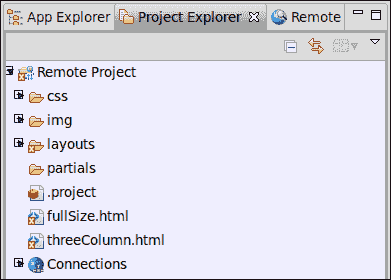 App Explorer Project Explorer Remote
Remote Project
css
img
layouts
partials
.project
fullSize.html
threeColumn.html
Connections